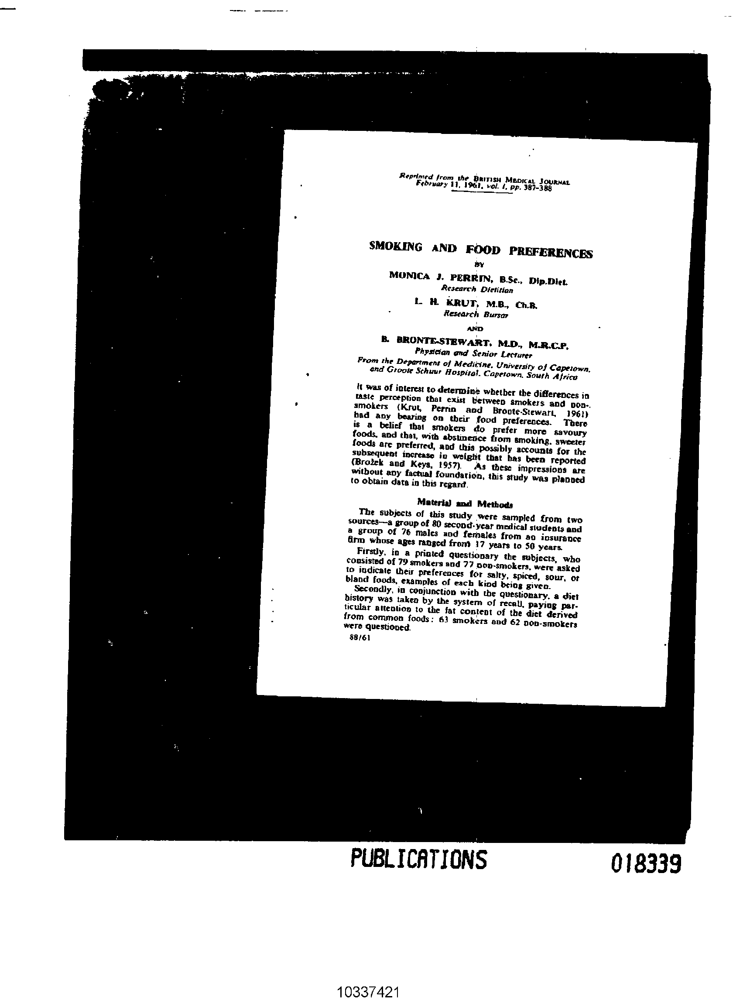 Reprinted from the BRITISH MEDICAL JOURNAL
February 11, 1961, vol. 1, pp. 387-388
SMOKING AND FOOD PREFERENCES
BY
MONICA J. PERRIN, B.Sc., Dip.Diet.
Research Dietitian
L. H. KRUT, M.B., Ch.B.
Research Bursar
AND
B. BRONTE-STEWART, M.D., M.R.C.P.
Physician and Senior Lecturer
From the Department of Medicine, University of Capetown,
and Groote Schuur Hospital, Capetown, South Africa
It was of interest to determine whether the differences in
taste perception that exist between smokers and non-
smokers (Krut, Perrin and Bronte-Stewart, 1961)
had any bearing on their food preferences. There
is a belief that smokers do prefer more savoury
foods, and that, with abstinence from smoking, sweeter
foods are preferred, and this possibly accounts for the
subsequent increase in weight that has been reported
(Brožek and Keys, 1957). As these impressions are
without any factual foundation, this study was planned
to obtain data in this regard.
Material and Methods
The subjects of this study were sampled from two
sources—a group of 80 second-year medical students and
a group of 76 males and females from an insurance
firm whose ages ranged from 17 years to 50 years.
Firstly, in a printed questionary the subjects, who
consisted of 79 smokers and 77 non-smokers, were asked
to indicate their preferences for salty, spiced, sour, or
bland foods, examples of each kind being given.
Secondly, in conjunction with the questionary, a diet
history was taken by the system of recall, paying par-
ticular attention to the fat content of the diet derived
from common foods; 63 smokers and 62 non-smokers
were questioned.
88/61
PUBLICATIONS
018339
10337421